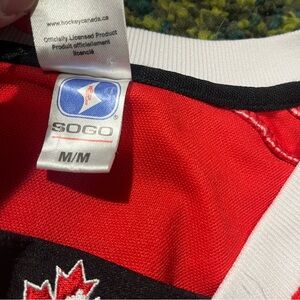 www.hockeycanada.ca
Officially Licensed Product
Produit officiellement
licencié
SOGO
M/M